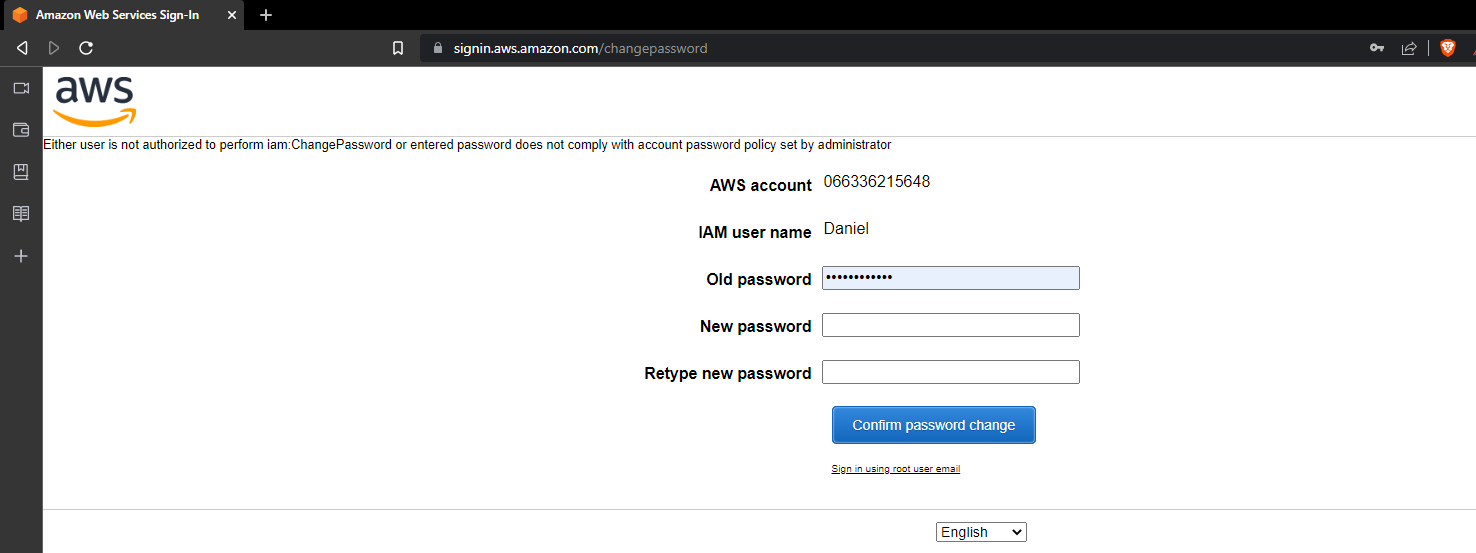 Amazon Web Services Sign-In
signin.aws.amazon.com/changepassword
aws
Either user is not authorized to perform iam:ChangePassword or entered password does not comply with account password policy set by administrator
AWS account 066336215648
IAM user name Daniel
Old password ••••••••••••
New password
Retype new password
Confirm password change
Sign in using root user email
English